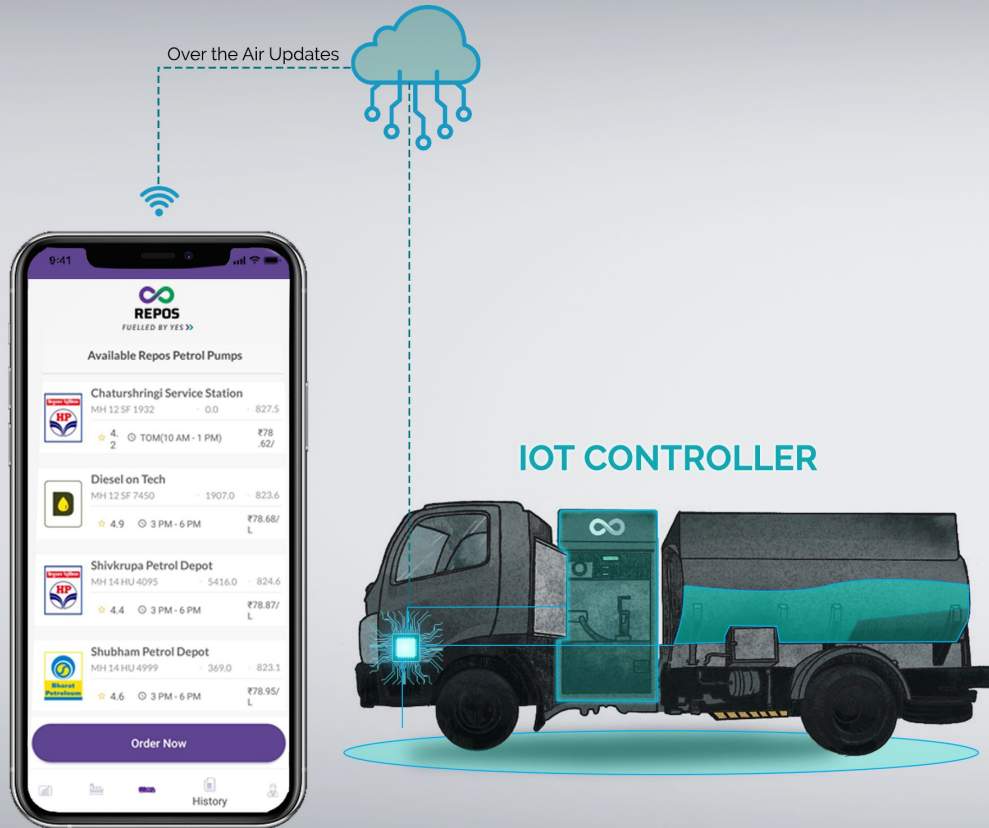 Over the Air Updates
9:41
REPOS
FUELLED BY YES
Available Repos Petrol Pumps
Chaturshringi Service Station
MH 12 SF 1932 · 0.0 · 827.5
HP
4.
2
TOM(10 AM - 1 PM)
₹78
.62/
Diesel on Tech
MH 12 SF 7450 · 1907.0 · 823.6
4.9 3 PM - 6 PM ₹78.68/
L
Shivkrupa Petrol Depot
MH 14 HU 4095 · 5416.0 · 824.6
HP
4.4 3 PM - 6 PM ₹78.87/
L
Shubham Petrol Depot
MH 14 HU 4999 · 369.0 · 823.1
Bharat
Petroleum
4.6 3 PM - 6 PM ₹78.95/
L
Order Now
History
IOT CONTROLLER